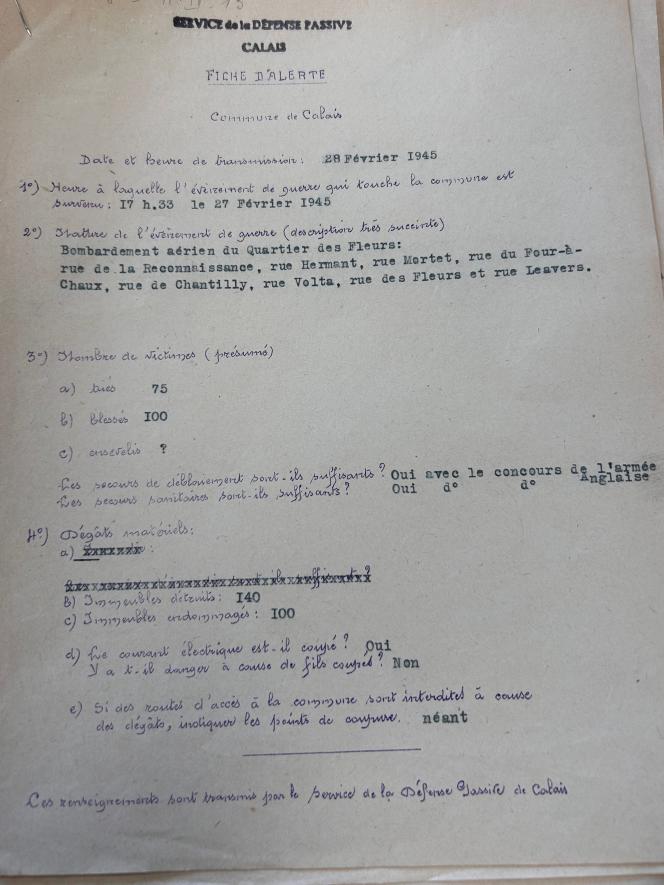 SERVICE de la DÉFENSE PASSIVE
CALAIS
FICHE D'ALERTE
Commune de Calais
Date et heure de transmission: 28 Février 1945
1°) Heure à laquelle l'évènement de guerre qui touche la commune est
survenu: I7 h.33 le 27 Février I945
2°) Nature de l'évènement de guerre (description très succincte)
Bombardement aérien du Quartier des Fleurs:
rue de la Reconnaissance, rue Hermant, rue Mortet, rue du Four-à-
Chaux, rue de Chantilly, rue Volta, rue des Fleurs et rue Leavers.
3°) Nombre de victimes (présumé)
a) tués 75
b) blessés I00
c) ensevelis ?
Les secours de déblaiement sont-ils suffisants? Oui avec le concours de l'armée
Anglaise
Les secours sanitaires sont-ils suffisants? Oui d° d°
4°) Dégâts matériels:
a) xxxxxxx:
b) Immeubles détruits: I40
c) Immeubles endommagés: I00
d) Le courant électrique est-il coupé? Oui
Y a t-il danger à cause de fils coupés? Non
e) Si des routes d'accès à la commune sont interdites à cause
des dégâts, indiquer les points de coupure. néant
Ces renseignements sont transmis par le Service de la Défense Passive de Calais